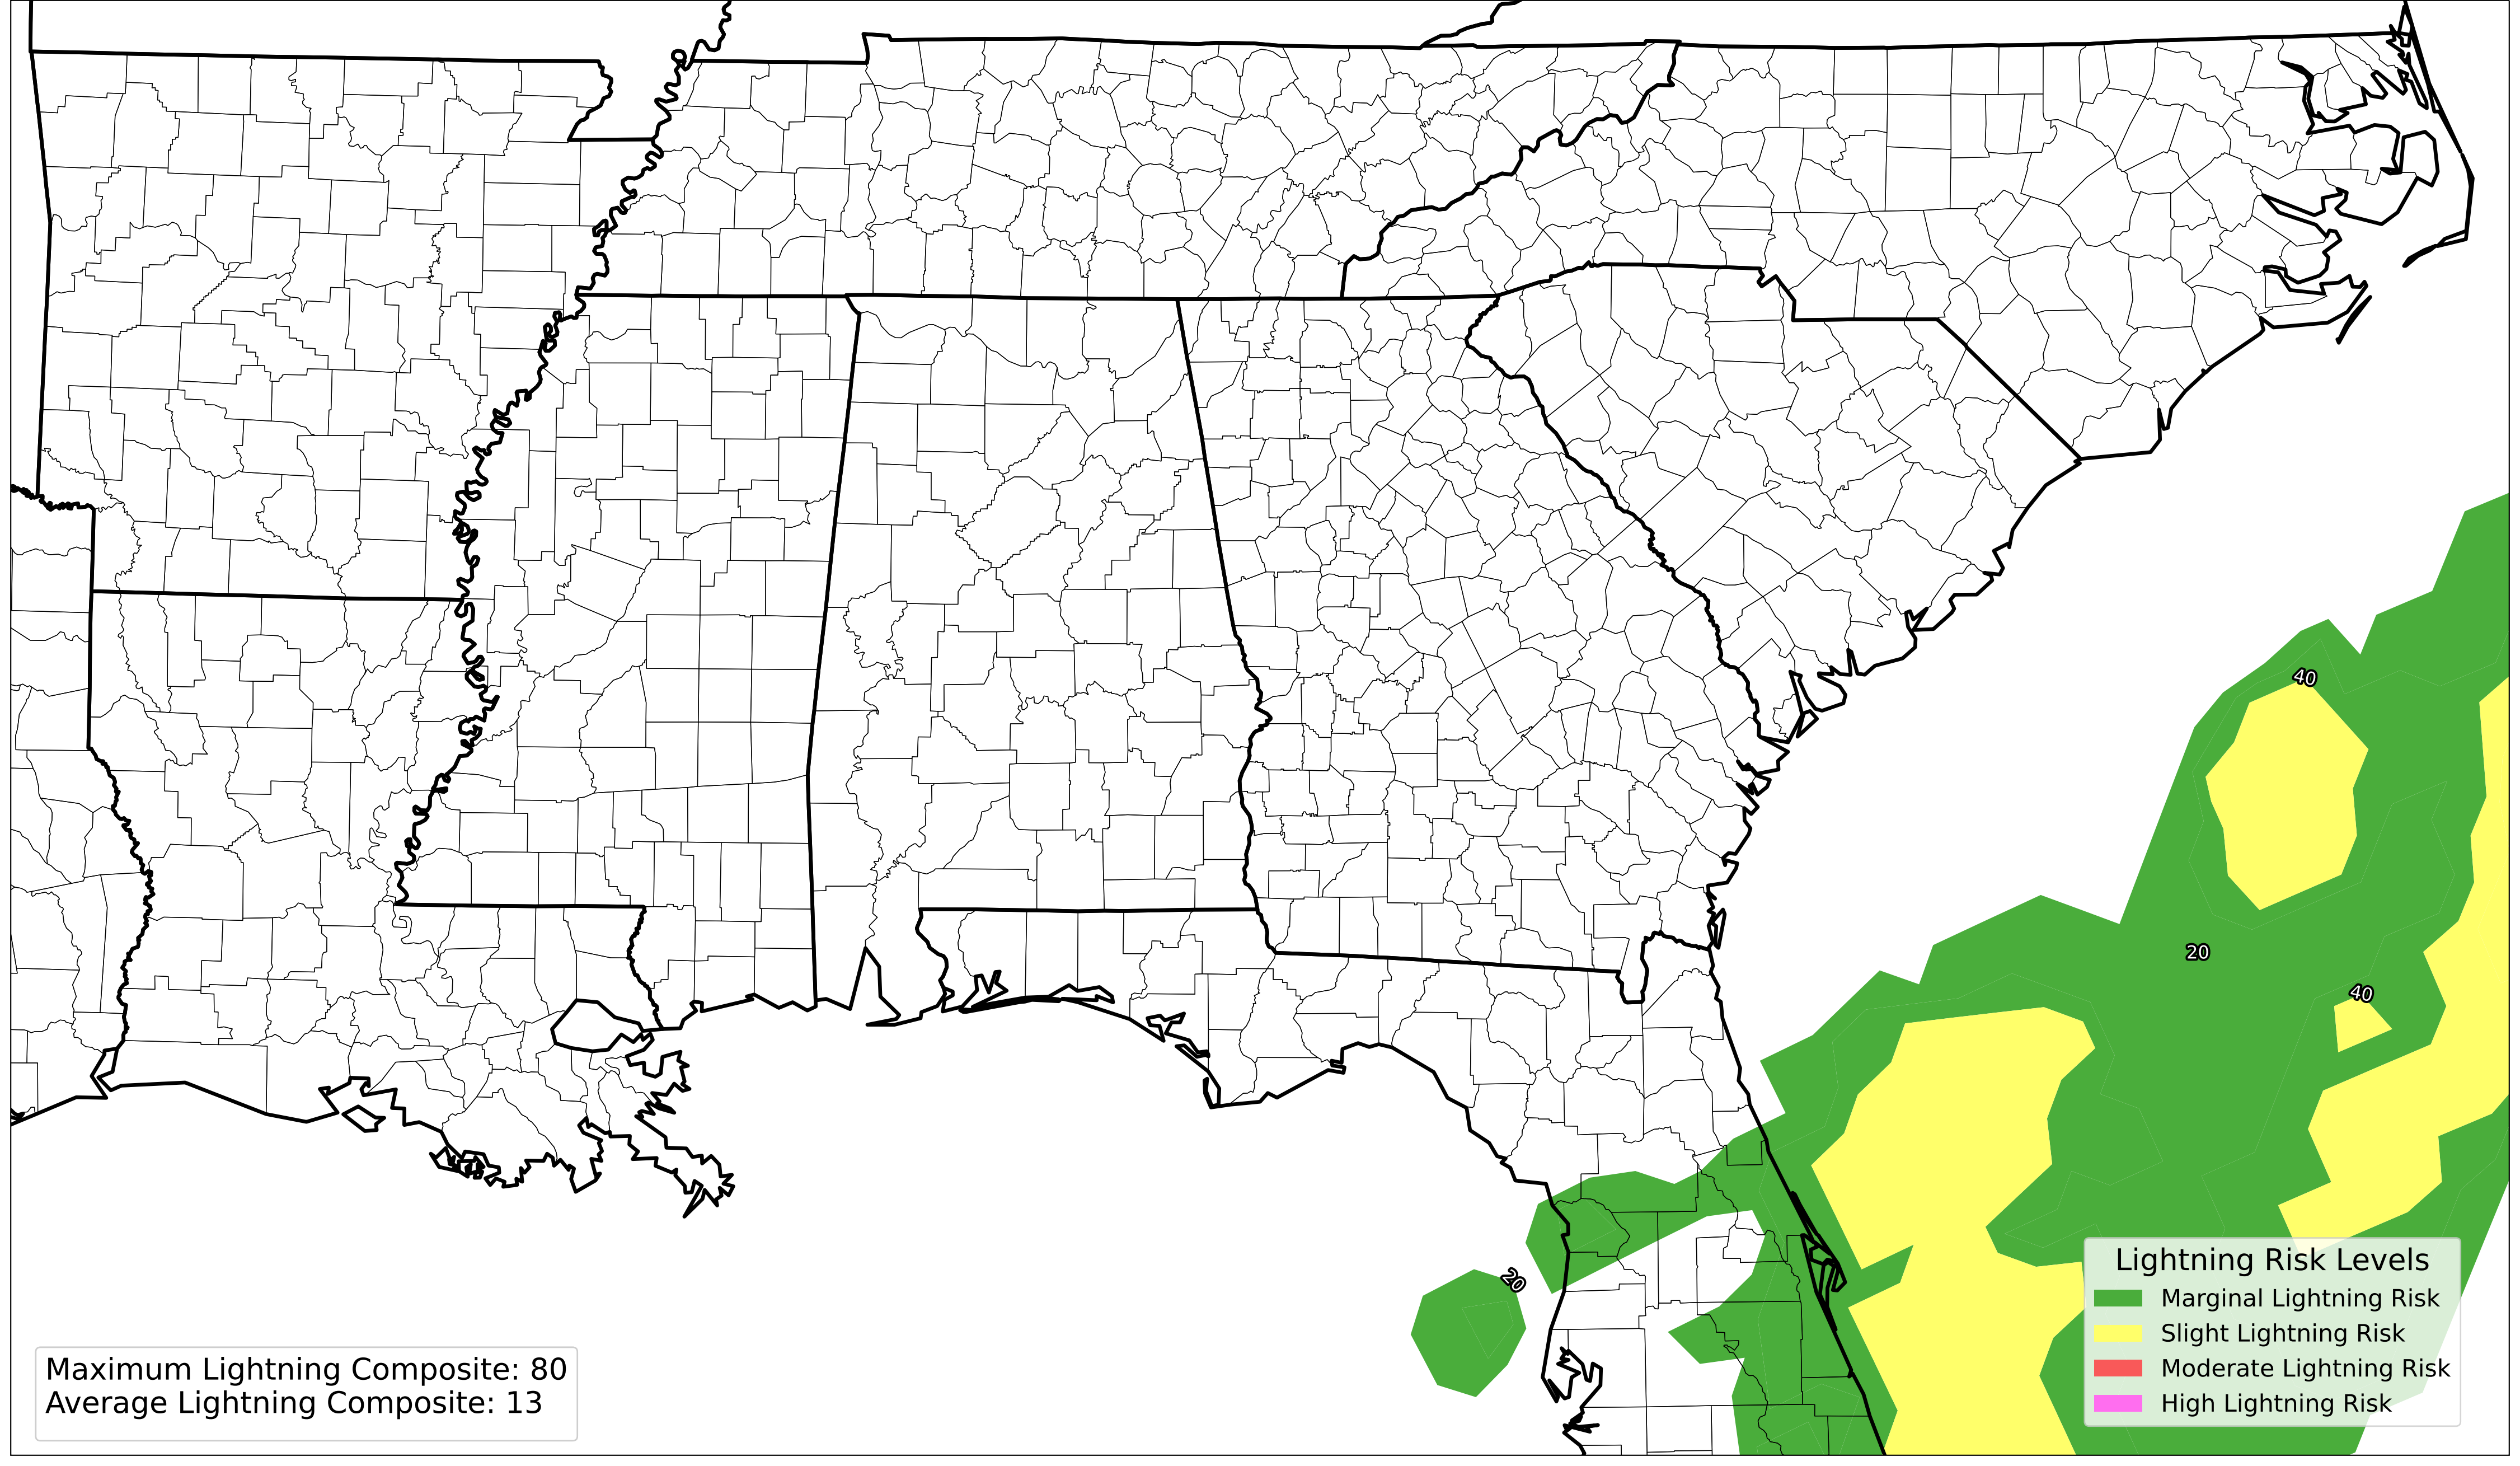 40
20
40
20
Lightning Risk Levels
Marginal Lightning Risk
Slight Lightning Risk
Moderate Lightning Risk
High Lightning Risk
Maximum Lightning Composite: 80
Average Lightning Composite: 13